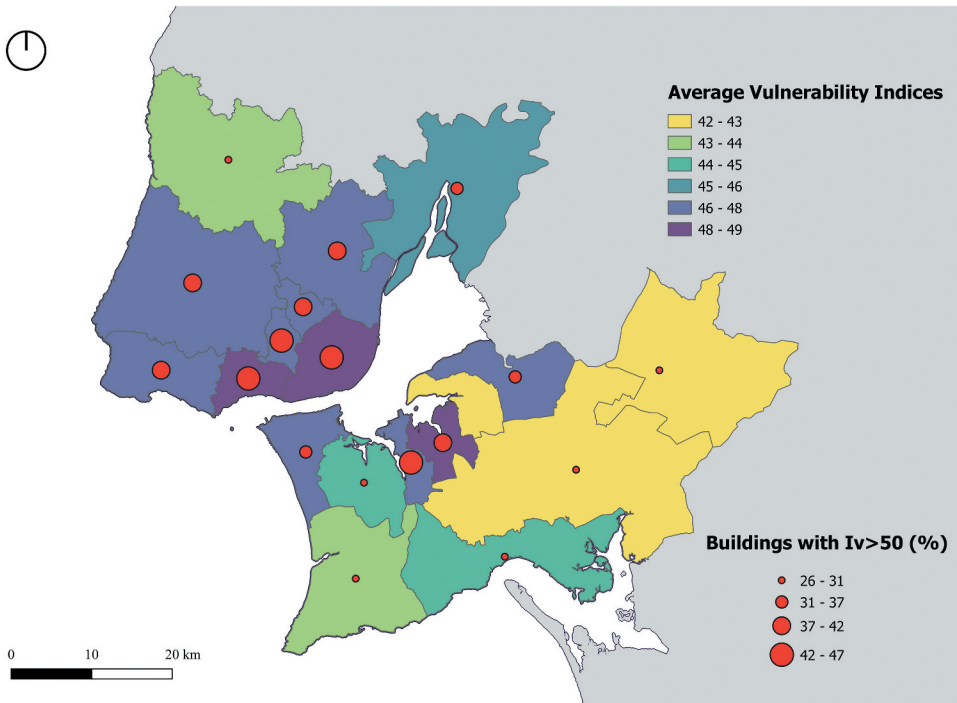 Average Vulnerability Indices
42 - 43
43 - 44
44 - 45
45 - 46
46 - 48
48 - 49
Buildings with Iv>50 (%)
26 - 31
31 - 37
37 - 42
42 - 47
0 10 20 km